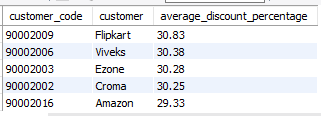 customer_code customer average_discount_percentage
90002009 Flipkart 30.83
90002006 Viveks 30.38
90002003 Ezone 30.28
90002002 Croma 30.25
90002016 Amazon 29.33